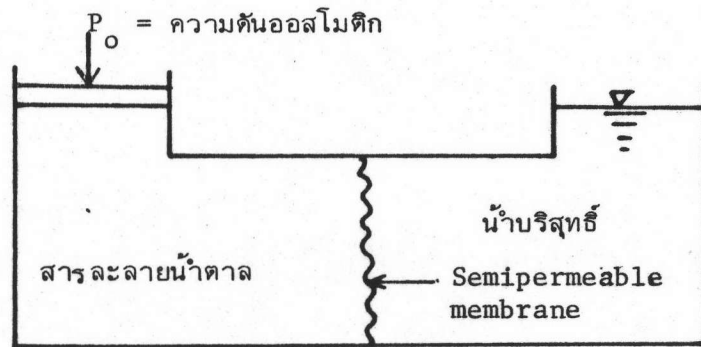 P_o = ความดันออสโมติก
น้ำบริสุทธิ์
สารละลายน้ำตาล
Semipermeable
membrane